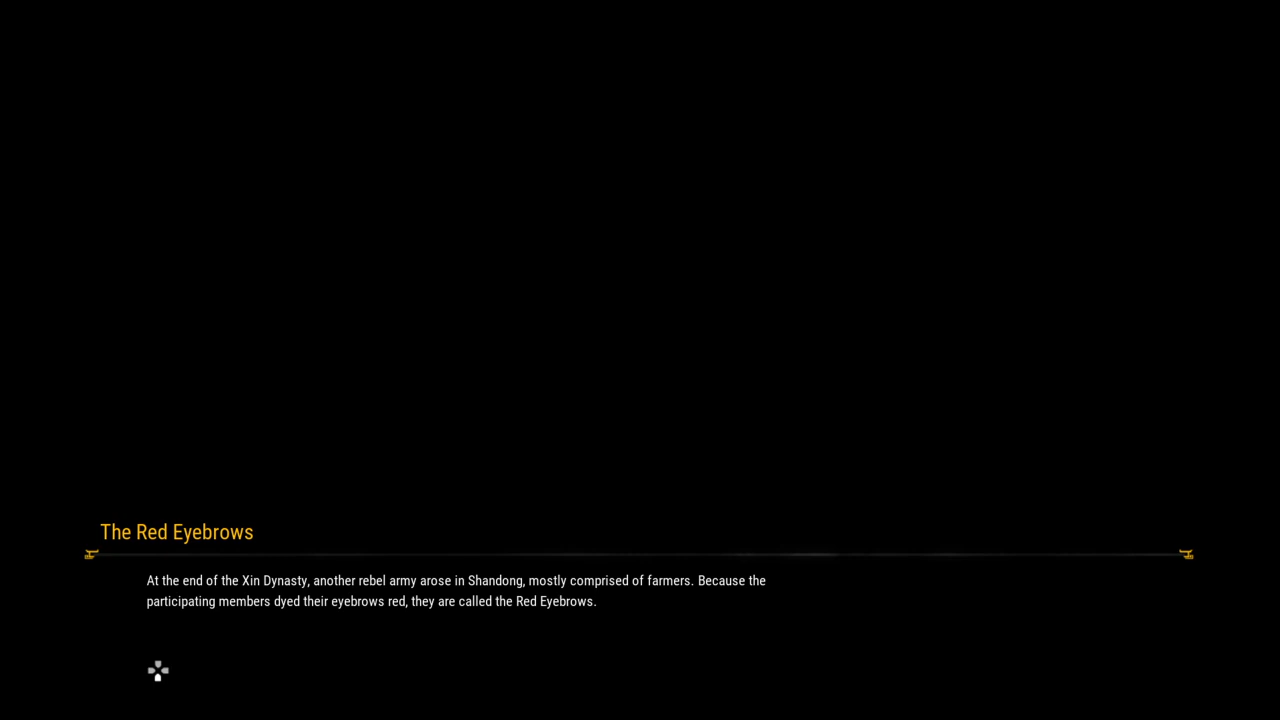 The Red Eyebrows
At the end of the Xin Dynasty, another rebel army arose in Shandong, mostly comprised of farmers. Because the
participating members dyed their eyebrows red, they are called the Red Eyebrows.